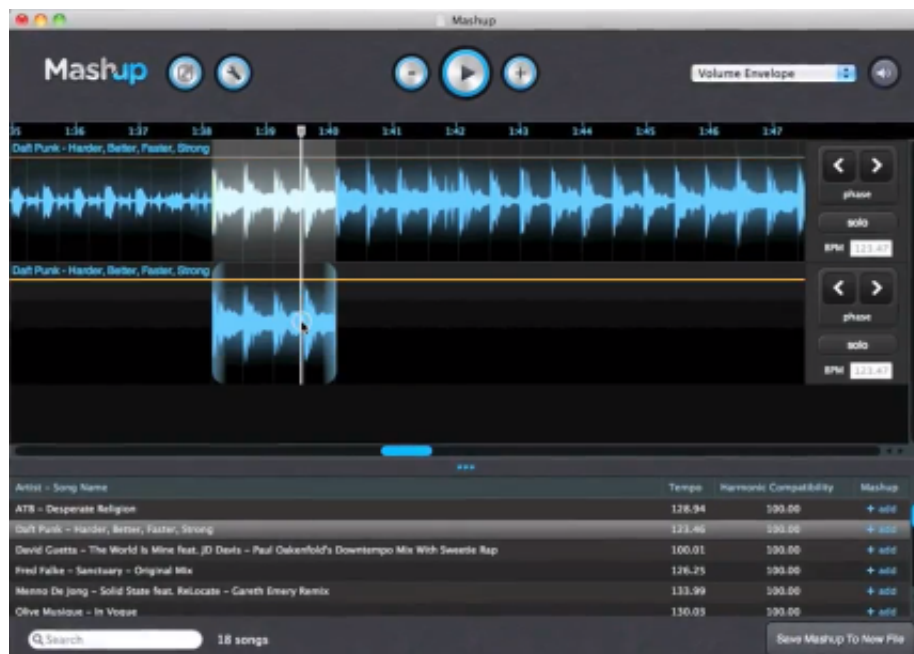 Mashup
Mashup
Volume Envelope
35 1:36 1:37 1:38 1:39 1:40 1:41 1:42 1:43 1:44 1:45 1:46 1:47
Daft Punk - Harder, Better, Faster, Strong
phase
solo
BPM 123.47
Daft Punk - Harder, Better, Faster, Strong
phase
solo
BPM 123.47
Artist - Song Name Tempo Harmonic Compatibility Mashup
ATB - Desperate Religion 128.94 100.00 + add
Daft Punk - Harder, Better, Faster, Strong 123.46 100.00 + add
David Guetta - The World Is Mine feat. JD Davis - Paul Oakenfold's Downtempo Mix With Sweetie Rap 100.01 100.00 + add
Fred Falke - Sanctuary - Original Mix 126.25 100.00 + add
Menno De Jong - Solid State feat. ReLocate - Gareth Emery Remix 133.99 100.00 + add
Olive Musique - In Vogue 130.03 100.00 + add
Search 18 songs Save Mashup To New File